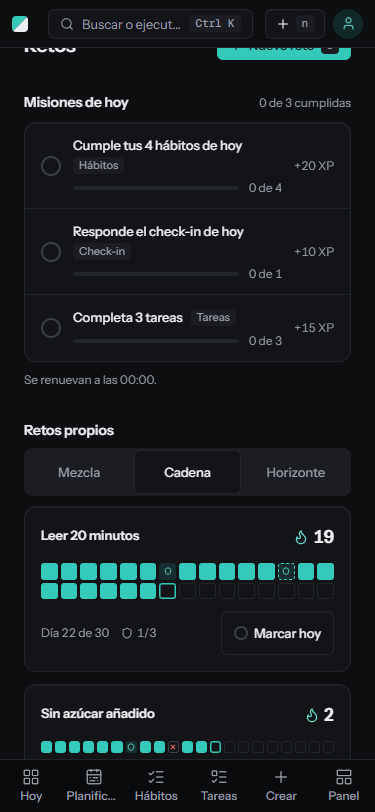 Buscar o ejecut... Ctrl K
n
Retos
Nuevo reto
Misiones de hoy
0 de 3 cumplidas
Cumple tus 4 hábitos de hoy
Hábitos
+20 XP
0 de 4
Responde el check-in de hoy
Check-in
+10 XP
0 de 1
Completa 3 tareas Tareas
+15 XP
0 de 3
Se renuevan a las 00:00.
Retos propios
Mezcla Cadena Horizonte
Leer 20 minutos 19
Día 22 de 30 1/3 Marcar hoy
Sin azúcar añadido 2
Hoy Planific... Hábitos Tareas Crear Panel